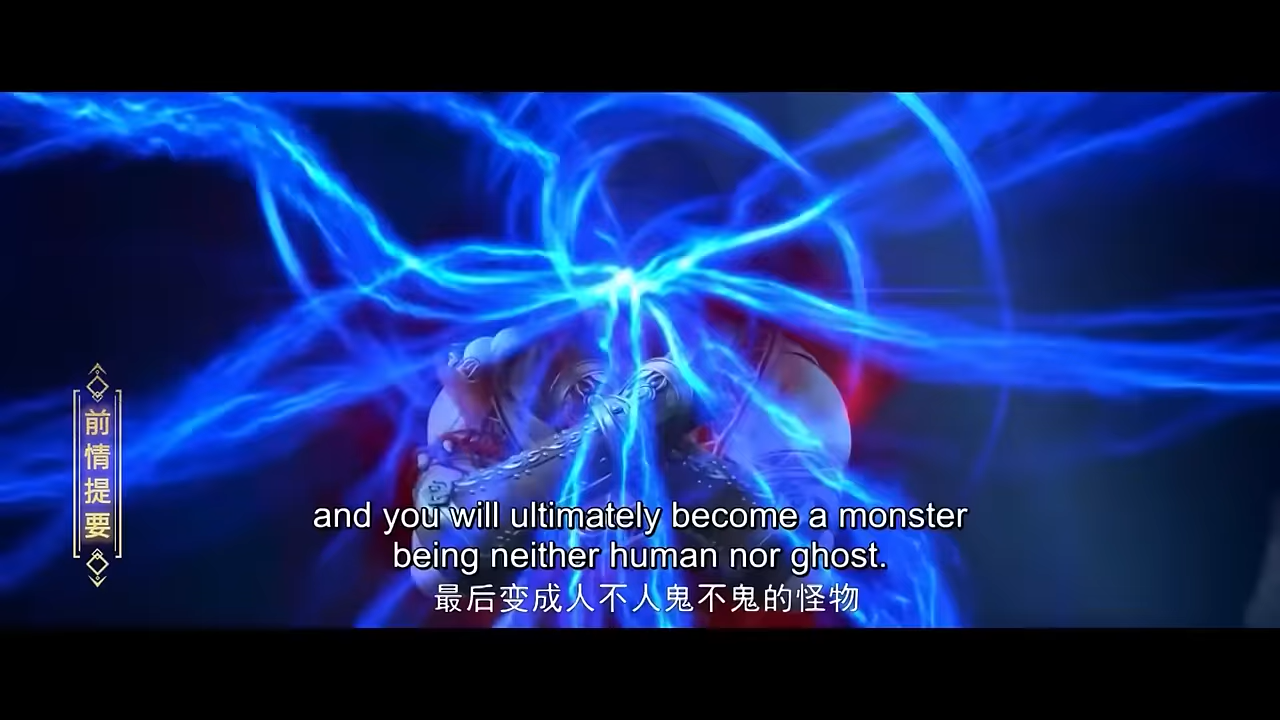 前情提要
and you will ultimately become a monster
being neither human nor ghost.
最后变成人不人鬼不鬼的怪物